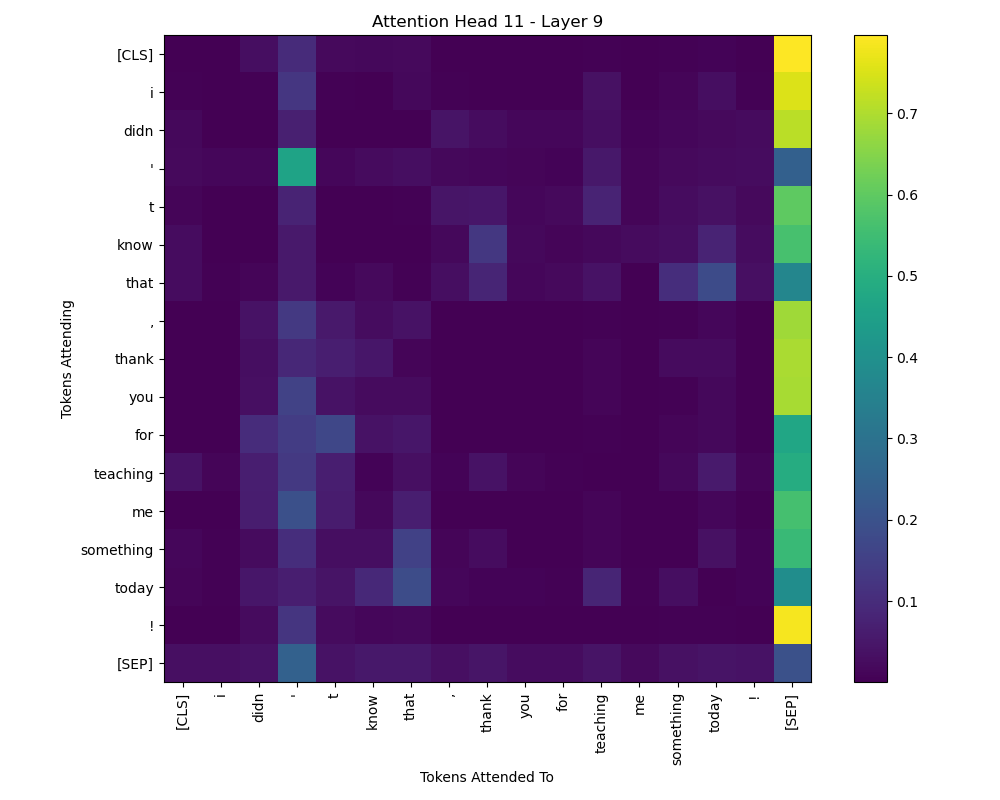 Attention Head 11 - Layer 9
Tokens Attending
[CLS]
i
didn
'
t
know
that
,
thank
you
for
teaching
me
something
today
!
[SEP]
[CLS]
i
didn
'
t
know
that
,
thank
you
for
teaching
me
something
today
!
[SEP]
Tokens Attended To
0.7
0.6
0.5
0.4
0.3
0.2
0.1